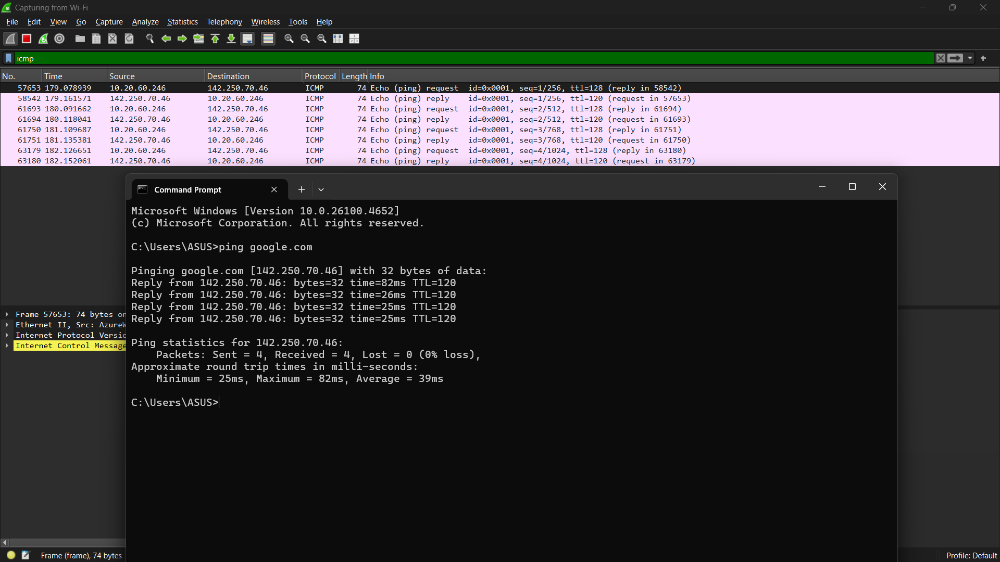 Capturing from Wi-Fi
File Edit View Go Capture Analyze Statistics Telephony Wireless Tools Help
icmp
No. Time Source Destination Protocol Length Info
57653 179.078939 10.20.60.246 142.250.70.46 ICMP 74 Echo (ping) request id=0x0001, seq=1/256, ttl=128 (reply in 58542)
58542 179.161571 142.250.70.46 10.20.60.246 ICMP 74 Echo (ping) reply id=0x0001, seq=1/256, ttl=120 (request in 57653)
61693 180.091662 10.20.60.246 142.250.70.46 ICMP 74 Echo (ping) request id=0x0001, seq=2/512, ttl=128 (reply in 61694)
61694 180.118041 142.250.70.46 10.20.60.246 ICMP 74 Echo (ping) reply id=0x0001, seq=2/512, ttl=120 (request in 61693)
61750 181.109687 10.20.60.246 142.250.70.46 ICMP 74 Echo (ping) request id=0x0001, seq=3/768, ttl=128 (reply in 61751)
61751 181.135381 142.250.70.46 10.20.60.246 ICMP 74 Echo (ping) reply id=0x0001, seq=3/768, ttl=120 (request in 61750)
63179 182.126651 10.20.60.246 142.250.70.46 ICMP 74 Echo (ping) request id=0x0001, seq=4/1024, ttl=128 (reply in 63180)
63180 182.152061 142.250.70.46 10.20.60.246 ICMP 74 Echo (ping) reply id=0x0001, seq=4/1024, ttl=120 (request in 63179)
Command Prompt
Microsoft Windows [Version 10.0.26100.4652]
(c) Microsoft Corporation. All rights reserved.
C:\Users\ASUS>ping google.com
Pinging google.com [142.250.70.46] with 32 bytes of data:
Reply from 142.250.70.46: bytes=32 time=82ms TTL=120
Reply from 142.250.70.46: bytes=32 time=26ms TTL=120
Reply from 142.250.70.46: bytes=32 time=25ms TTL=120
Reply from 142.250.70.46: bytes=32 time=25ms TTL=120
Ping statistics for 142.250.70.46:
Packets: Sent = 4, Received = 4, Lost = 0 (0% loss),
Approximate round trip times in milli-seconds:
Minimum = 25ms, Maximum = 82ms, Average = 39ms
C:\Users\ASUS>
Frame 57653: 74 bytes on
Ethernet II, Src: AzureW
Internet Protocol Versio
Internet Control Message
Frame (frame), 74 bytes
Profile: Default